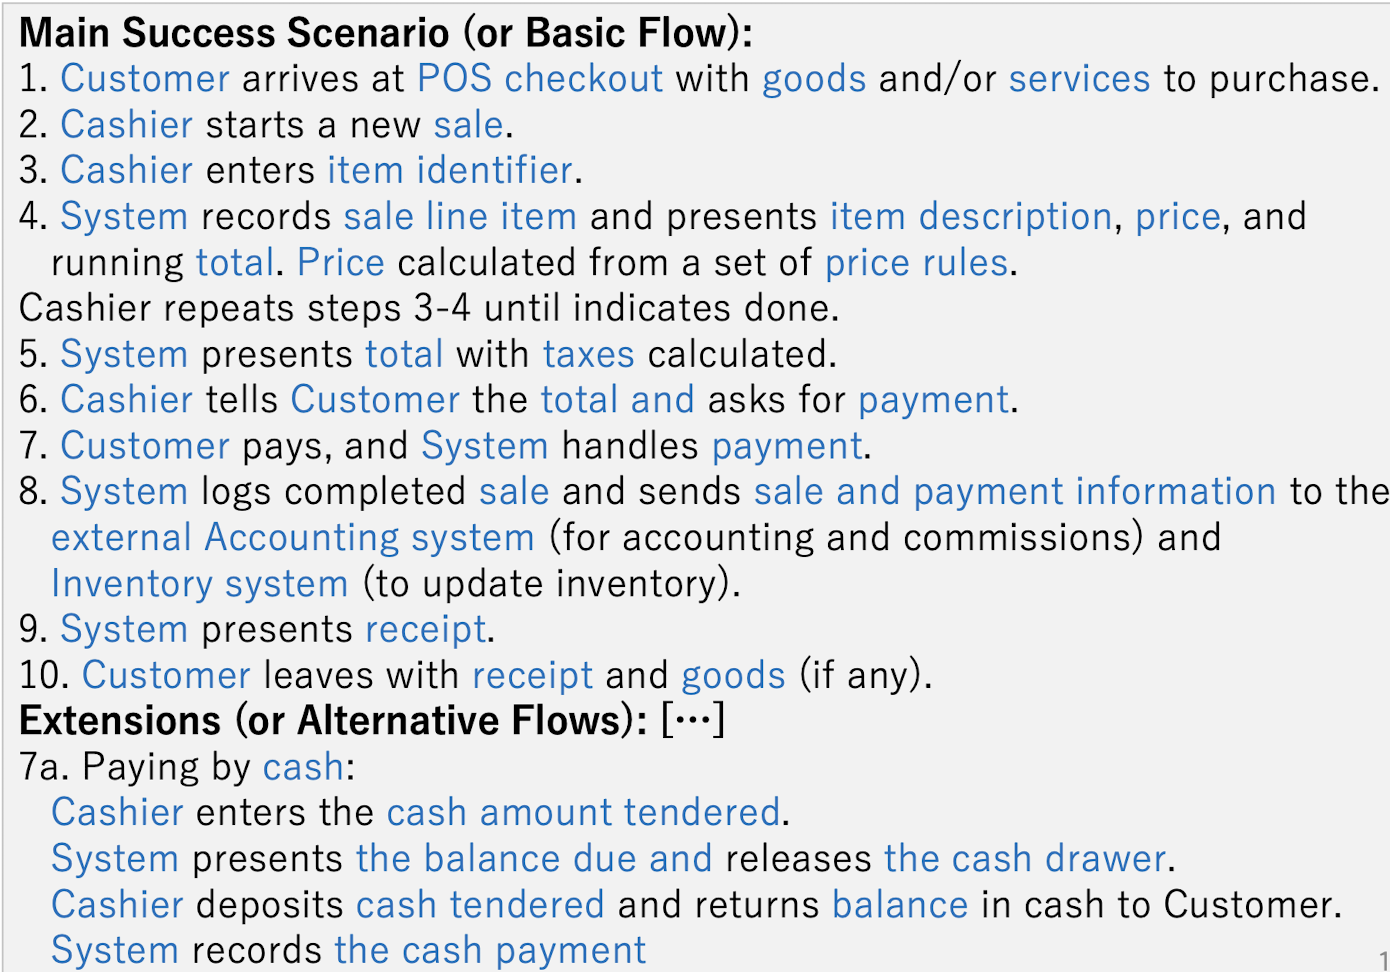 Main Success Scenario (or Basic Flow):
1. Customer arrives at POS checkout with goods and/or services to purchase.
2. Cashier starts a new sale.
3. Cashier enters item identifier.
4. System records sale line item and presents item description, price, and
running total. Price calculated from a set of price rules.
Cashier repeats steps 3-4 until indicates done.
5. System presents total with taxes calculated.
6. Cashier tells Customer the total and asks for payment.
7. Customer pays, and System handles payment.
8. System logs completed sale and sends sale and payment information to the
external Accounting system (for accounting and commissions) and
Inventory system (to update inventory).
9. System presents receipt.
10. Customer leaves with receipt and goods (if any).
Extensions (or Alternative Flows): […]
7a. Paying by cash:
Cashier enters the cash amount tendered.
System presents the balance due and releases the cash drawer.
Cashier deposits cash tendered and returns balance in cash to Customer.
System records the cash payment